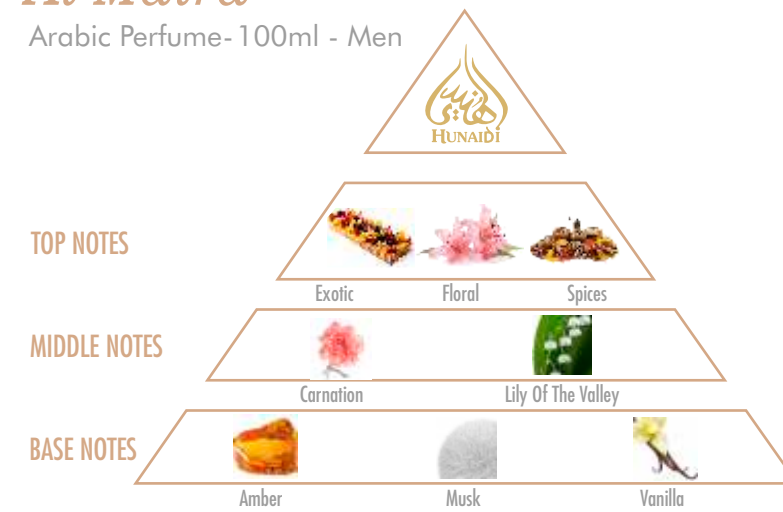 Arabic Perfume-100ml - Men
هنيدي
HUNAIDI
TOP NOTES
Exotic Floral Spices
MIDDLE NOTES
Carnation Lily Of The Valley
BASE NOTES
Amber Musk Vanilla